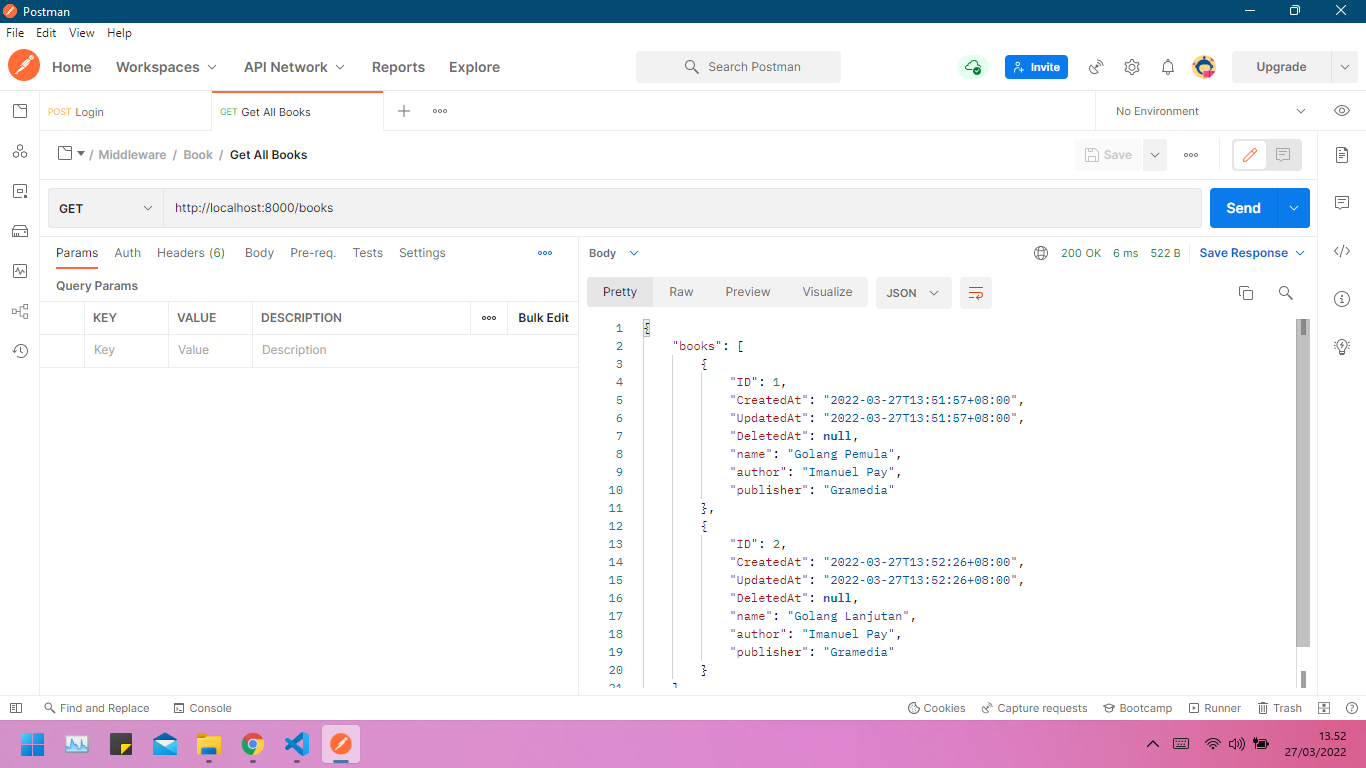 Postman
File Edit View Help
Home Workspaces API Network Reports Explore Search Postman Invite Upgrade
POST Login GET Get All Books No Environment
/ Middleware / Book / Get All Books Save
GET http://localhost:8000/books Send
Params Auth Headers (6) Body Pre-req. Tests Settings
Query Params
KEY VALUE DESCRIPTION Bulk Edit
Key Value Description
Body 200 OK 6 ms 522 B Save Response
Pretty Raw Preview Visualize JSON
1 {
2 "books": [
3 {
4 "ID": 1,
5 "CreatedAt": "2022-03-27T13:51:57+08:00",
6 "UpdatedAt": "2022-03-27T13:51:57+08:00",
7 "DeletedAt": null,
8 "name": "Golang Pemula",
9 "author": "Imanuel Pay",
10 "publisher": "Gramedia"
11 },
12 {
13 "ID": 2,
14 "CreatedAt": "2022-03-27T13:52:26+08:00",
15 "UpdatedAt": "2022-03-27T13:52:26+08:00",
16 "DeletedAt": null,
17 "name": "Golang Lanjutan",
18 "author": "Imanuel Pay",
19 "publisher": "Gramedia"
20 }
21 ]
Find and Replace Console Cookies Capture requests Bootcamp Runner Trash
13.52
27/03/2022